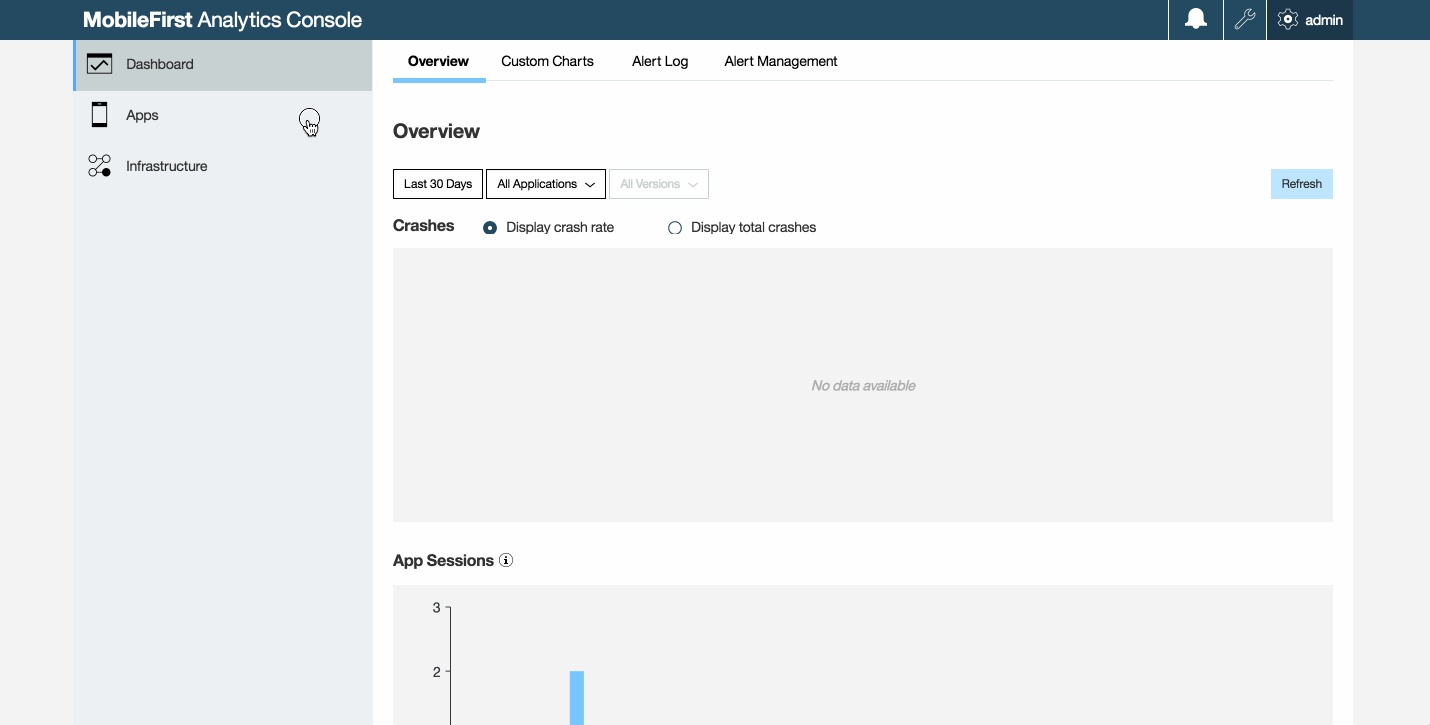 MobileFirst Analytics Console
admin
Dashboard
Apps
Infrastructure
Overview Custom Charts Alert Log Alert Management
Overview
Last 30 Days All Applications All Versions Refresh
Crashes Display crash rate Display total crashes
No data available
App Sessions
3
2